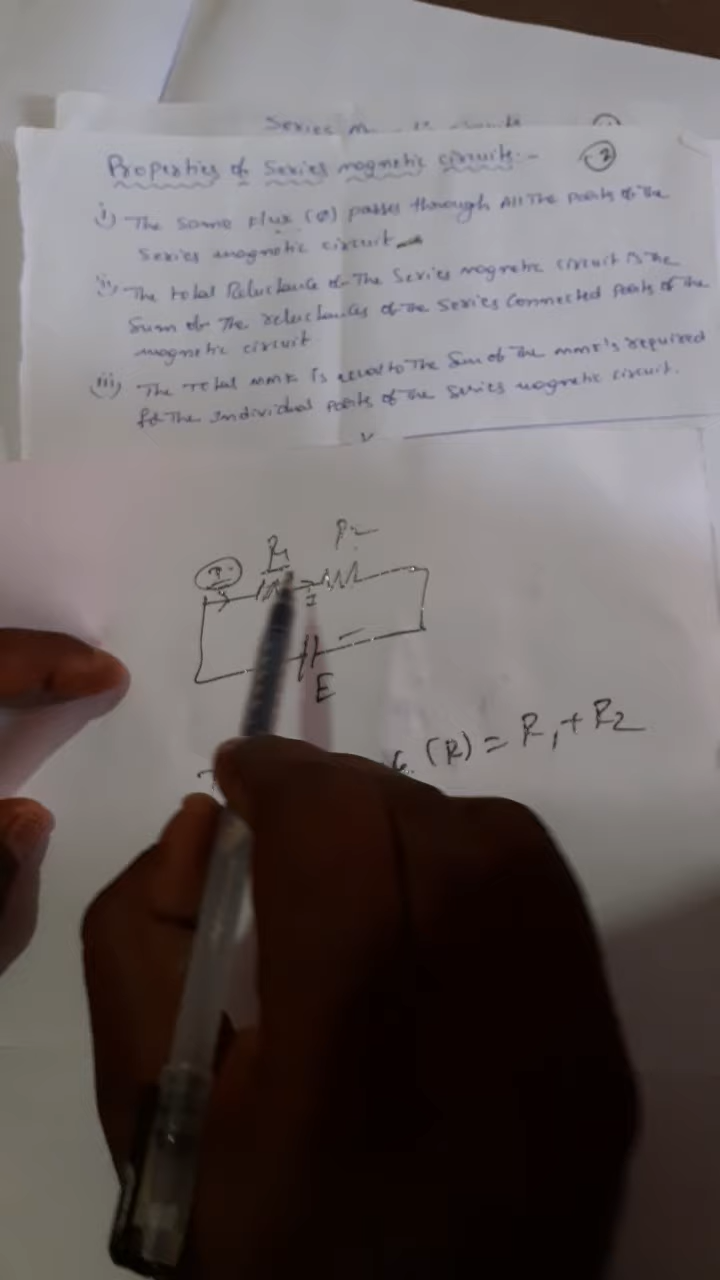 Series
Properties of Series magnetic circuits:- (2)
i) The same flux (Φ) passes through All The parts of The
Series magnetic circuit
ii) The total Reluctance of The Series magnetic circuit is The
Sum of The reluctances of The Series Connected parts of The
magnetic circuit
iii) The total mmf is equal to The Sum of The mmf's required
for The Individual parts of The Series magnetic circuit.
R1
I
E
(R) = R1 + R2